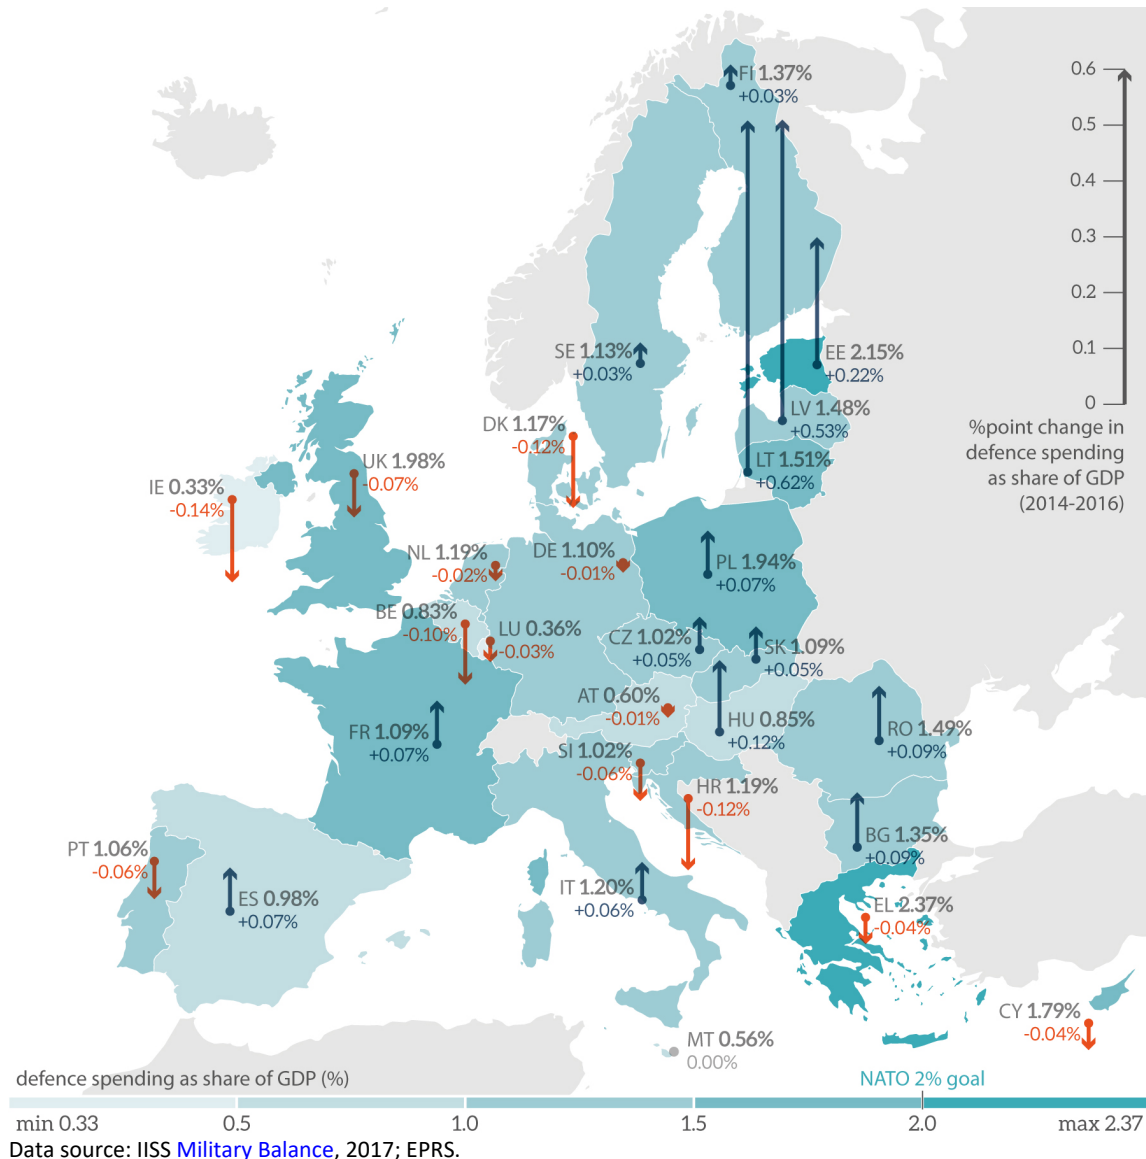 FI 1.37%
+0.03%
0.6
0.5
0.4
0.3
0.2
0.1
0
%point change in
defence spending
as share of GDP
(2014-2016)
SE 1.13%
+0.03%
EE 2.15%
+0.22%
LV 1.48%
+0.53%
LT 1.51%
+0.62%
DK 1.17%
-0.12%
UK 1.98%
-0.07%
IE 0.33%
-0.14%
NL 1.19%
-0.02%
DE 1.10%
-0.01%
PL 1.94%
+0.07%
BE 0.83%
-0.10%
LU 0.36%
-0.03%
CZ 1.02%
+0.05%
SK 1.09%
+0.05%
AT 0.60%
-0.01%
HU 0.85%
+0.12%
RO 1.49%
+0.09%
FR 1.09%
+0.07%
SI 1.02%
-0.06%
HR 1.19%
-0.12%
BG 1.35%
+0.09%
PT 1.06%
-0.06%
ES 0.98%
+0.07%
IT 1.20%
+0.06%
EL 2.37%
-0.04%
CY 1.79%
-0.04%
MT 0.56%
0.00%
defence spending as share of GDP (%)
NATO 2% goal
min 0.33
0.5
1.0
1.5
2.0
max 2.37
Data source: IISS Military Balance, 2017; EPRS.